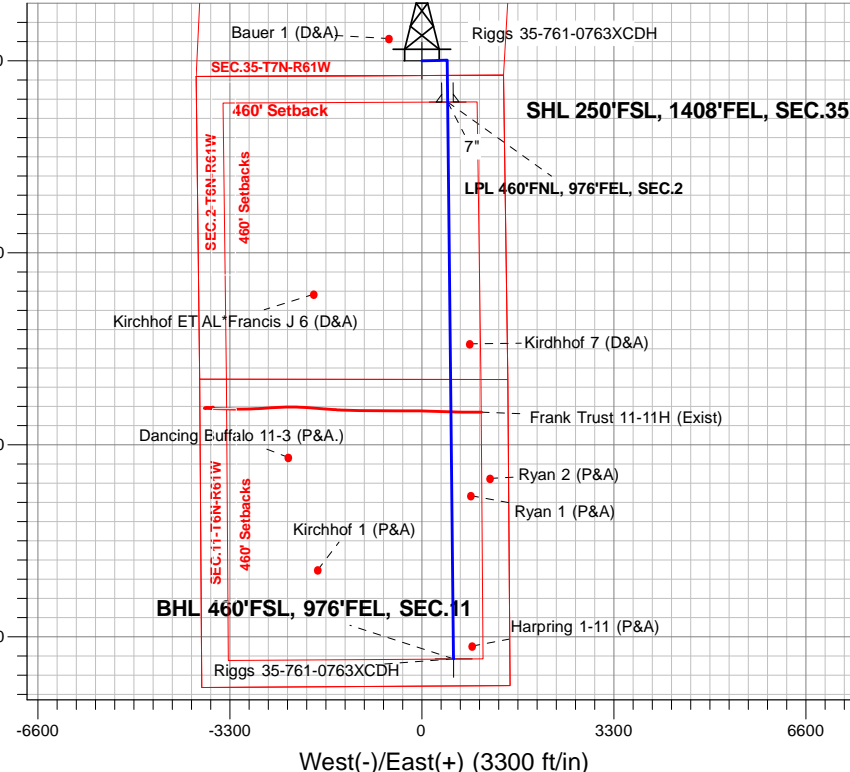 Bauer 1 (D&A)
Riggs 35-761-0763XCDH
0
SEC.35-T7N-R61W
460' Setback
SHL 250'FSL, 1408'FEL, SEC.35
7"
LPL 460'FNL, 976'FEL, SEC.2
SEC.2-T6N-R61W
460' Setbacks
0
Kirchhof ET AL*Francis J 6 (D&A)
Kirdhhof 7 (D&A)
Frank Trust 11-11H (Exist)
Dancing Buffalo 11-3 (P&A.)
0
Ryan 2 (P&A)
Ryan 1 (P&A)
SEC.11-T6N-R61W
460' Setbacks
Kirchhof 1 (P&A)
BHL 460'FSL, 976'FEL, SEC.11
Harpring 1-11 (P&A)
0
Riggs 35-761-0763XCDH
-6600 -3300 0 3300 6600
West(-)/East(+) (3300 ft/in)